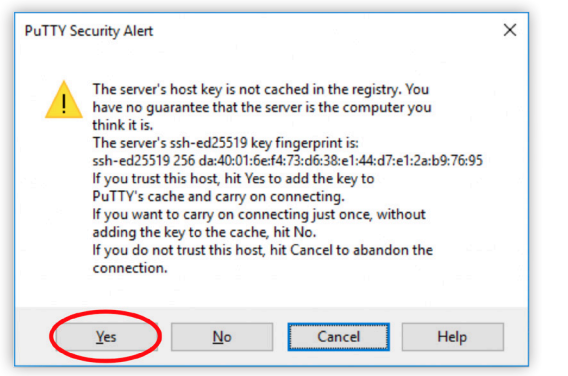 PuTTY Security Alert
The server's host key is not cached in the registry. You
have no guarantee that the server is the computer you
think it is.
The server's ssh-ed25519 key fingerprint is:
ssh-ed25519 256 da:40:01:6e:f4:73:d6:38:e1:44:d7:e1:2a:b9:76:95
If you trust this host, hit Yes to add the key to
PuTTY's cache and carry on connecting.
If you want to carry on connecting just once, without
adding the key to the cache, hit No.
If you do not trust this host, hit Cancel to abandon the
connection.
Yes No Cancel Help